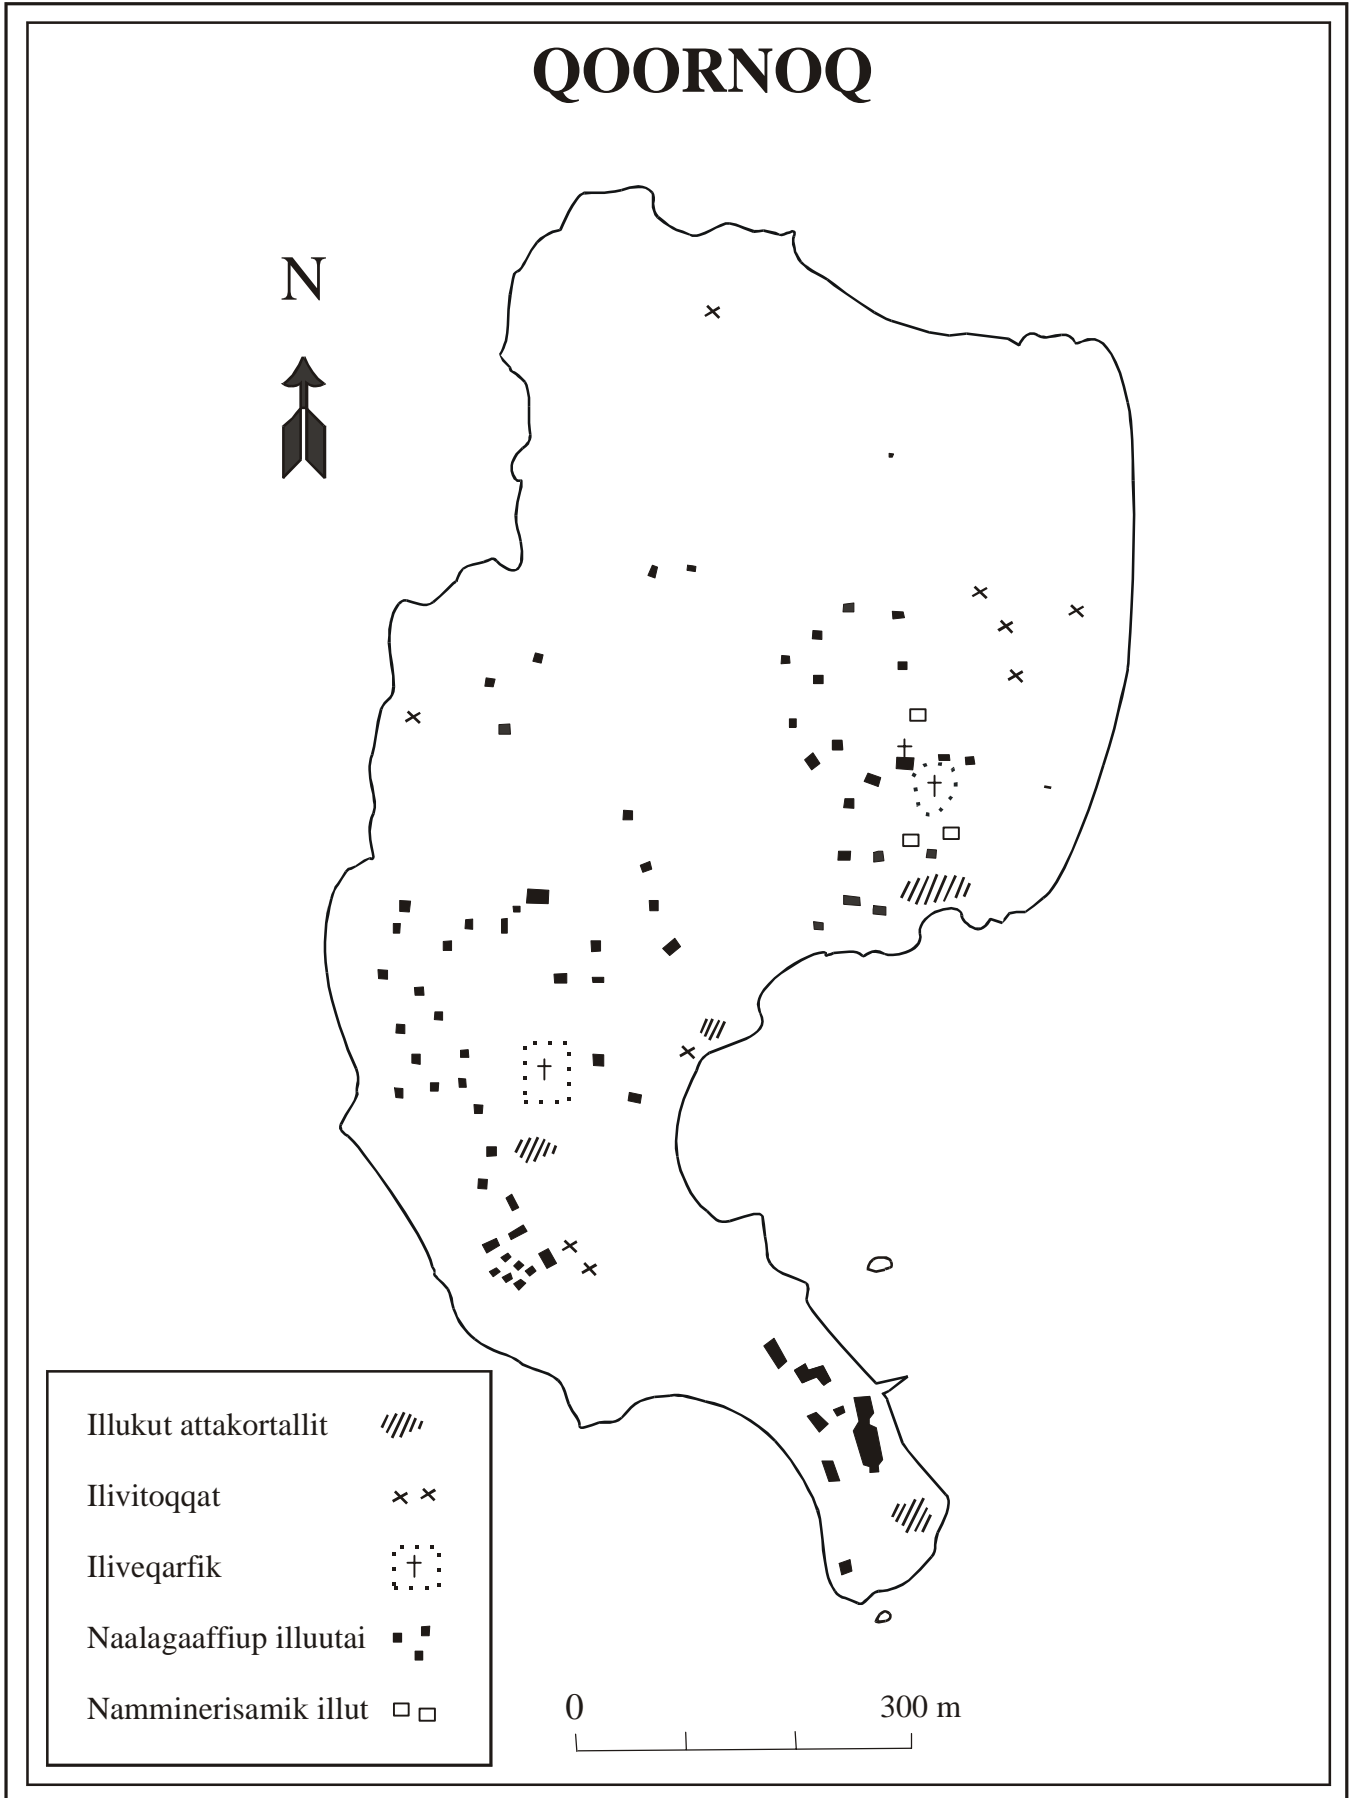 QOORNOQ
N
Illukut attakortallit
Ilivitoqqat
Iliveqarfik
Naalagaaffiup illuutai
Namminerisamik illut
0 300 m